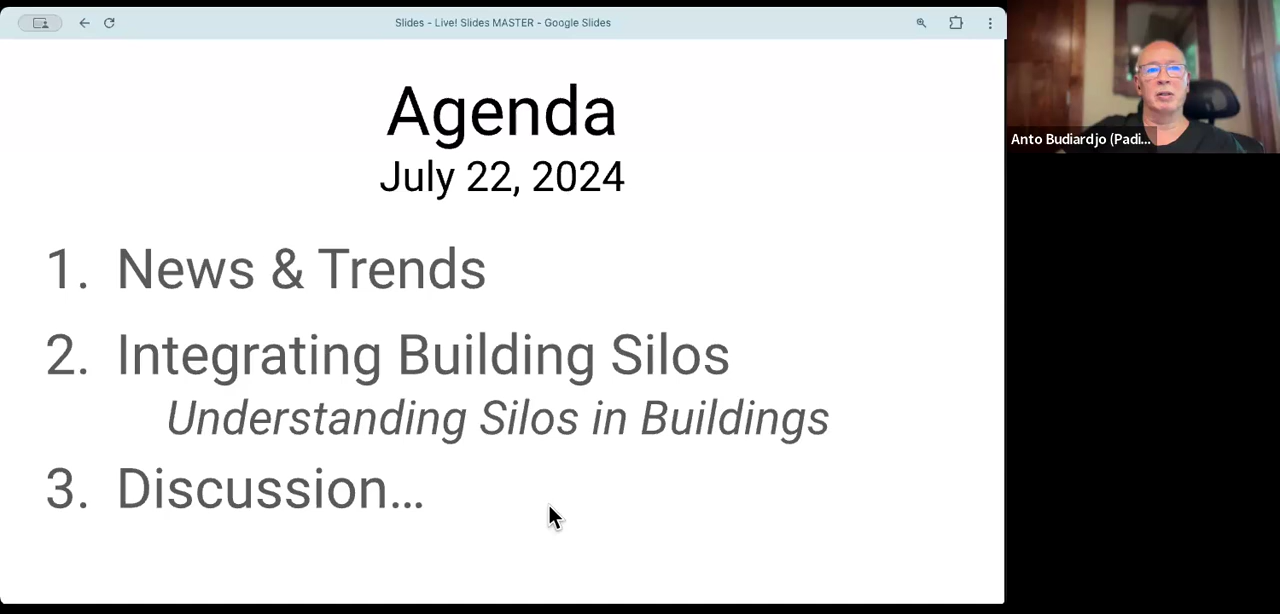 Slides - Live! Slides MASTER - Google Slides
Agenda
July 22, 2024
1. News & Trends
2. Integrating Building Silos
Understanding Silos in Buildings
3. Discussion...
Anto Budiardjo (Padi...